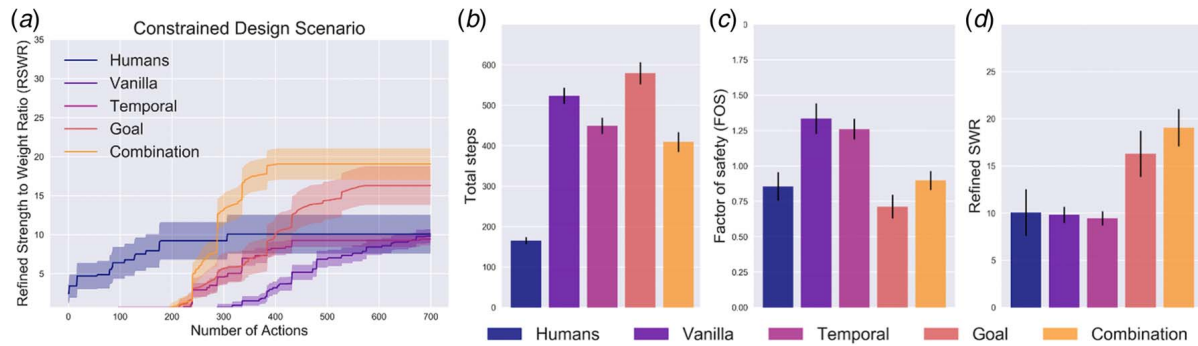 (a)
Constrained Design Scenario
Refined Strength to Weight Ratio (RSWR)
35
30
25
20
15
10
5
Humans
Vanilla
Temporal
Goal
Combination
0 100 200 300 400 500 600 700
Number of Actions
(b)
Total steps
600
500
400
300
200
100
0
(c)
Factor of safety (FOS)
1.75
1.50
1.25
1.00
0.75
0.50
0.25
0.00
(d)
Refined SWR
25
20
15
10
5
0
Humans Vanilla Temporal Goal Combination